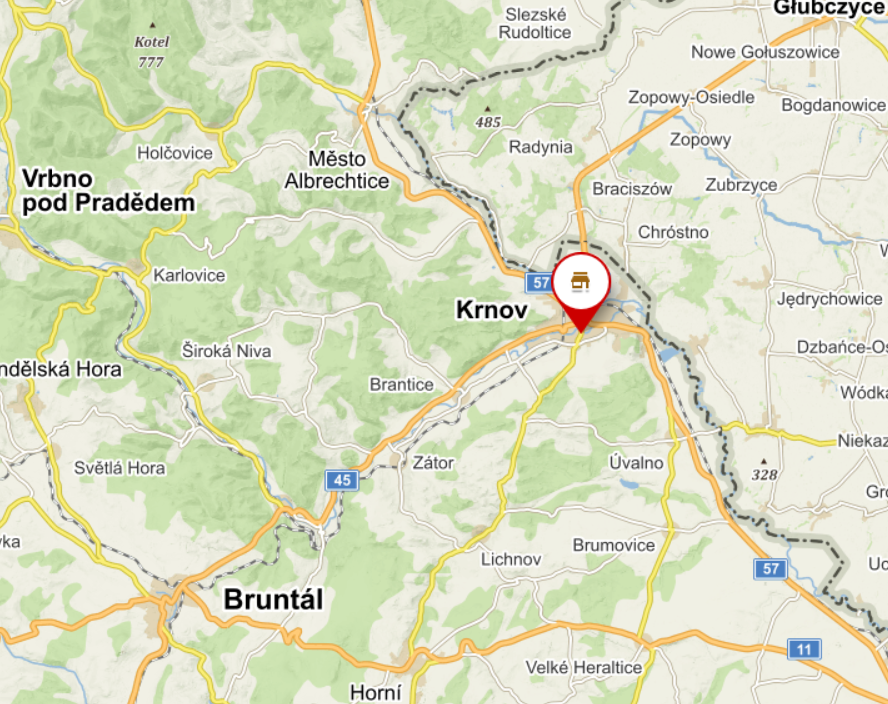 Głubczyce
Slezské
Rudoltice
Kotel
777
Nowe Gołuszowice
Zopowy-Osiedle
Bogdanowice
485
Radynia
Zopowy
Holčovice
Město
Albrechtice
Vrbno
pod Pradědem
Braciszów
Zubrzyce
Chróstno
Karlovice
57
Krnov
Jędrychowice
Široká Niva
Dzbańce-Os
ndělská Hora
Brantice
Wódka
Niekaz
Světlá Hora
Zátor
Úvalno
328
45
Gro
vka
Lichnov
Brumovice
57
Uc
Bruntál
11
Velké Heraltice
Horní